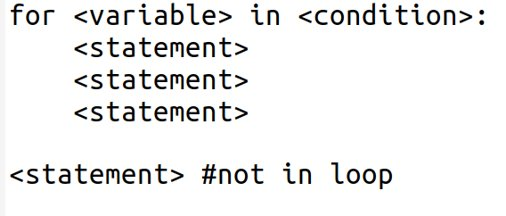 for <variable> in <condition>:
    <statement>
    <statement>
    <statement>

<statement> #not in loop